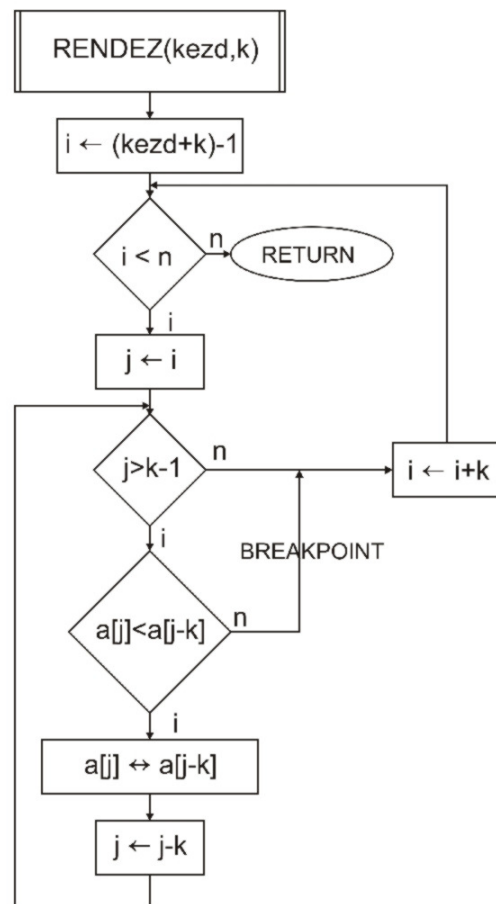 RENDEZ(kezd,k)
i ← (kezd+k)-1
i < n
n
RETURN
i
j ← i
j>k-1
n
i ← i+k
i
BREAKPOINT
a[j]<a[j-k]
n
i
a[j] ↔ a[j-k]
j ← j-k